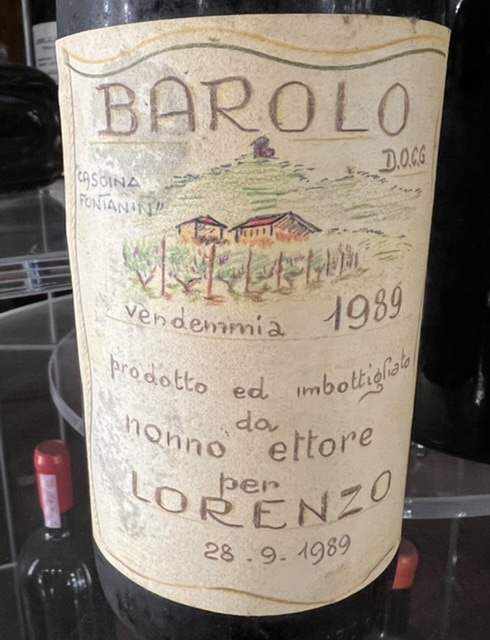 BAROLO
D.O.C.G
"CASCINA
FONTANIN"
vendemmia 1989
prodotto ed imbottigliato
da
nonno ettore
per
LORENZO
28-9-1989